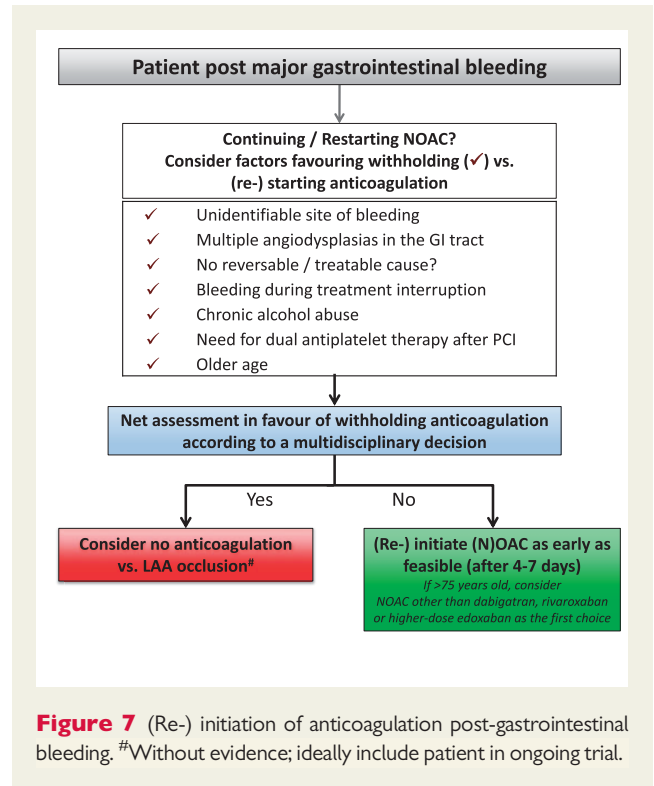 Patient post major gastrointestinal bleeding
Continuing / Restarting NOAC?
Consider factors favouring withholding (✓) vs.
(re-) starting anticoagulation
✓ Unidentifiable site of bleeding
✓ Multiple angiodysplasias in the GI tract
✓ No reversable / treatable cause?
✓ Bleeding during treatment interruption
✓ Chronic alcohol abuse
✓ Need for dual antiplatelet therapy after PCI
✓ Older age
Net assessment in favour of withholding anticoagulation
according to a multidisciplinary decision
Yes
No
Consider no anticoagulation
vs. LAA occlusion#
(Re-) initiate (N)OAC as early as
feasible (after 4-7 days)
If >75 years old, consider
NOAC other than dabigatran, rivaroxaban
or higher-dose edoxaban as the first choice
Figure 7 (Re-) initiation of anticoagulation post-gastrointestinal
bleeding. #Without evidence; ideally include patient in ongoing trial.